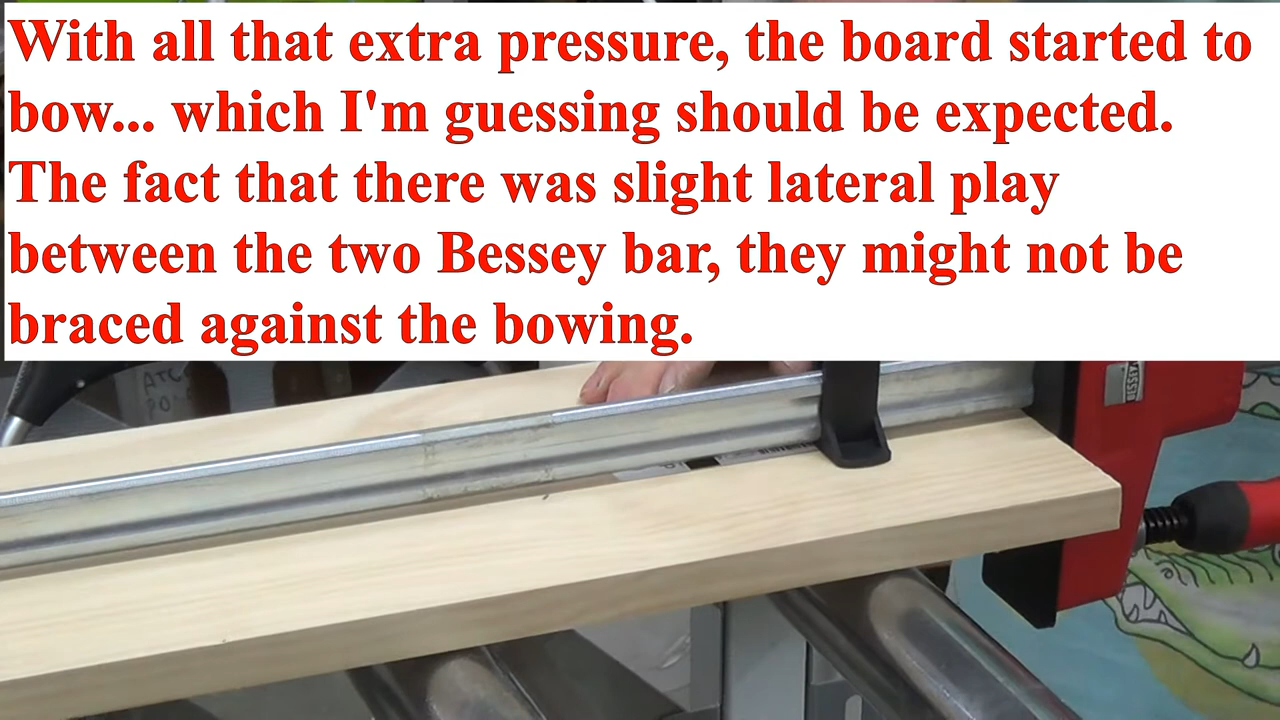 With all that extra pressure, the board started to
bow... which I'm guessing should be expected.
The fact that there was slight lateral play
between the two Bessey bar, they might not be
braced against the bowing.
BESSEY